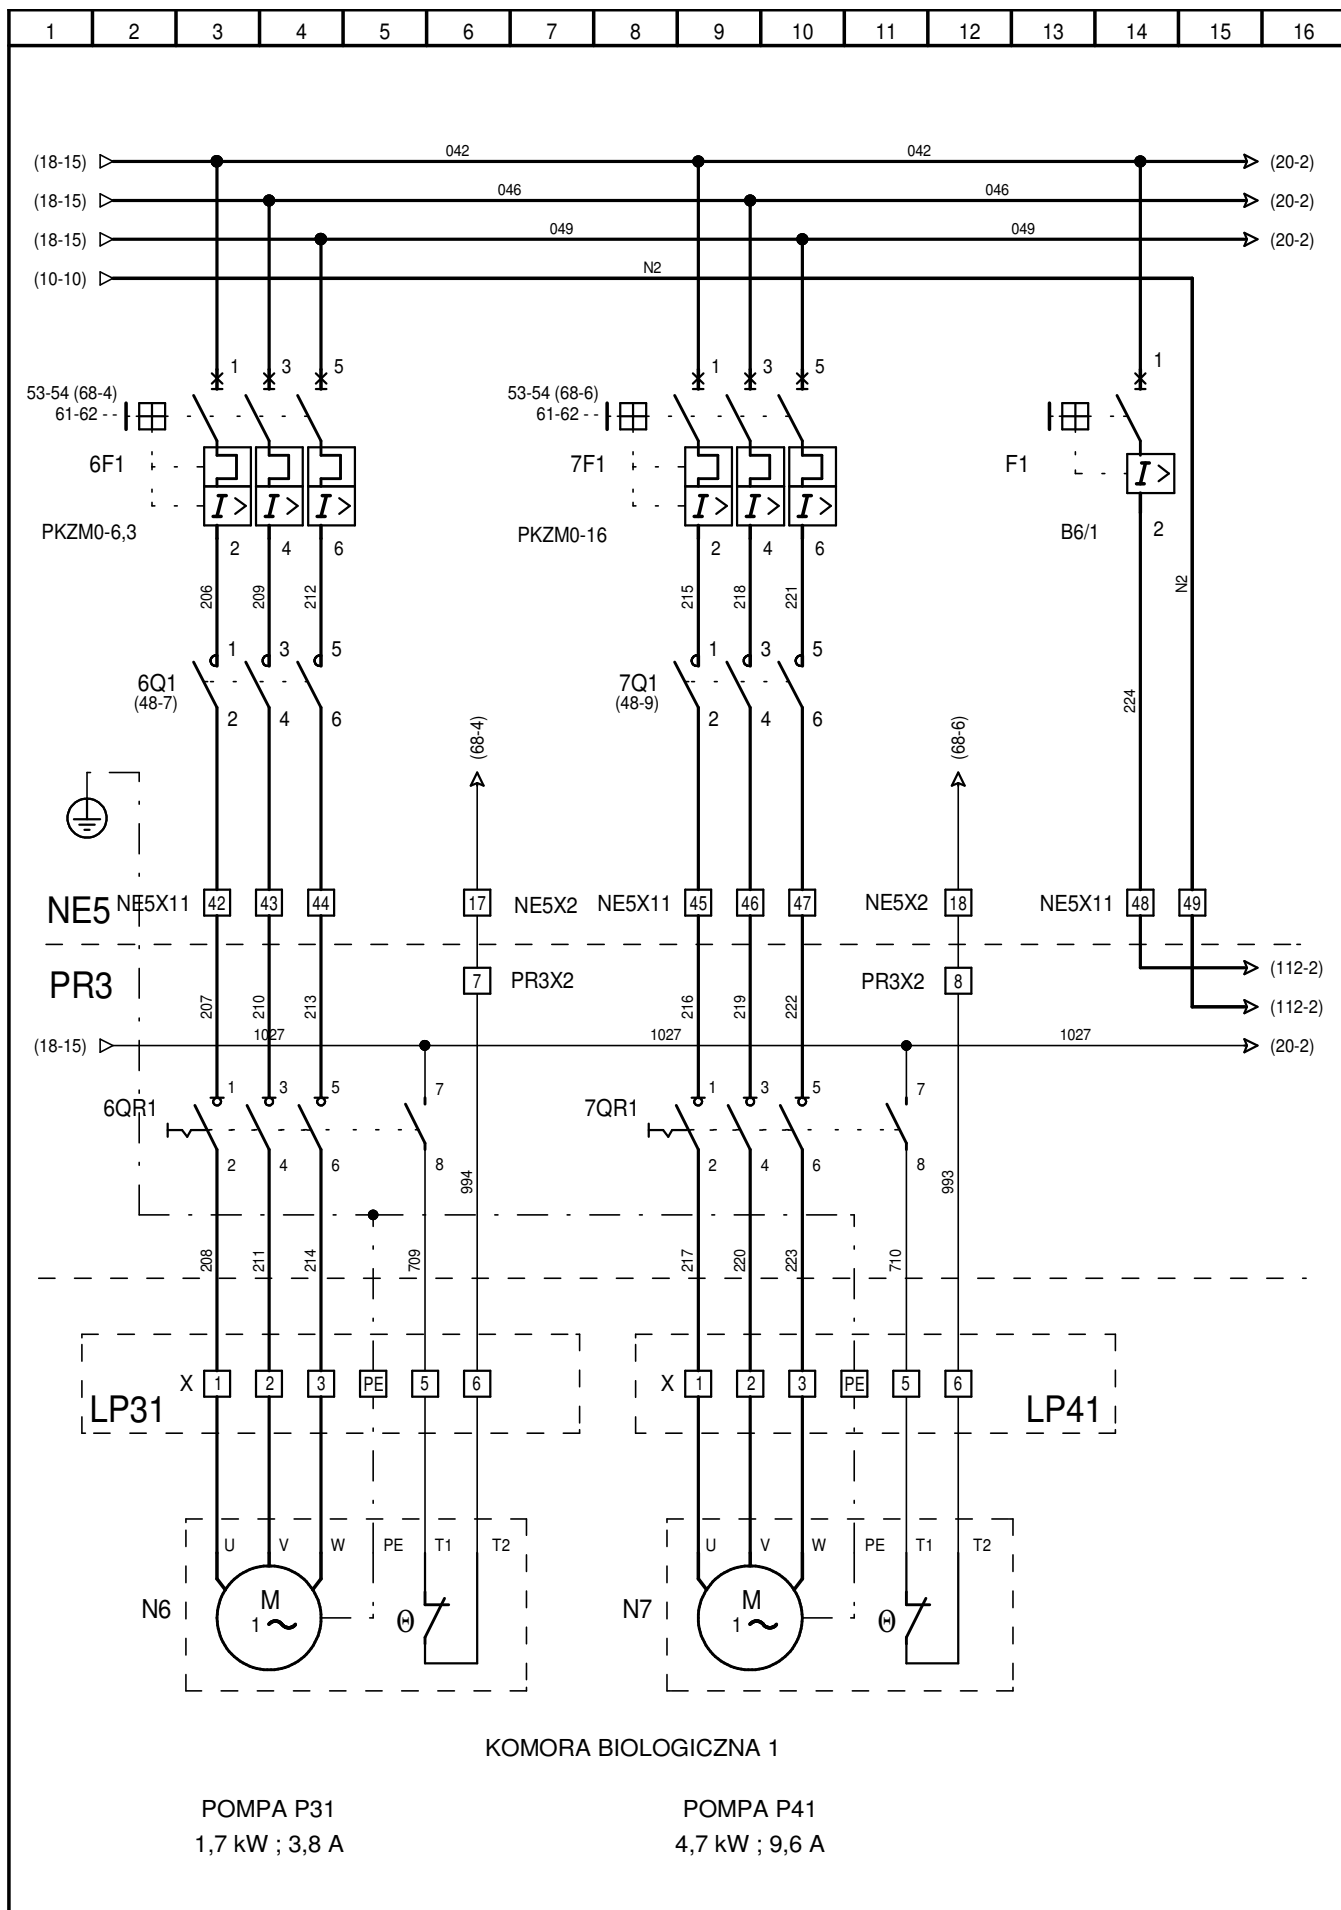 1 2 3 4 5 6 7 8 9 10 11 12 13 14 15 16
(18-15) 042 042 (20-2)
(18-15) 046 046 (20-2)
(18-15) 049 049 (20-2)
(10-10) N2
1 3 5 1 3 5 1
53-54 (68-4) 53-54 (68-6)
61-62 61-62
6F1 7F1 F1
I > I > I > I > I > I > I >
PKZM0-6,3 PKZM0-16 B6/1 2
2 4 6 2 4 6
206 209 212 215 218 221 N2
1 3 5 1 3 5
6Q1 7Q1
(48-7) (48-9)
2 4 6 2 4 6
(68-4) (68-6) 224
NE5 NE5X11 42 43 44 17 NE5X2 NE5X11 45 46 47 NE5X2 18 NE5X11 48 49
PR3 7 PR3X2 PR3X2 8 (112-2)
207 210 213 216 219 222 (112-2)
(18-15) 1027 1027 1027 (20-2)
1 3 5 7 1 3 5 7
6QR1 7QR1
2 4 6 8 2 4 6 8
994 993
208 211 214 709 217 220 223 710
X 1 2 3 PE 5 6 X 1 2 3 PE 5 6
LP31 LP41
U V W PE T1 T2 U V W PE T1 T2
N6 M N7 M
1 ~ Θ 1 ~ Θ
KOMORA BIOLOGICZNA 1
POMPA P31 POMPA P41
1,7 kW ; 3,8 A 4,7 kW ; 9,6 A